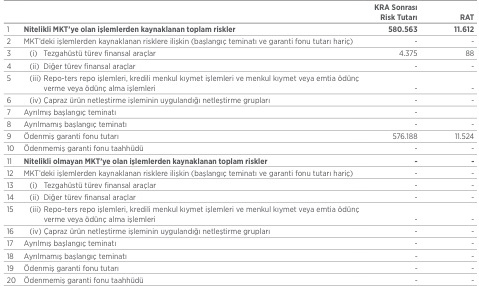 KRA Sonrası
Risk Tutarı RAT
1 Nitelikli MKT'ye olan işlemlerden kaynaklanan toplam riskler 580.563 11.612
2 MKT'deki işlemlerden kaynaklanan risklere ilişkin (başlangıç teminatı ve garanti fonu tutarı hariç) - -
3 (i) Tezgahüstü türev finansal araçlar 4.375 88
4 (ii) Diğer türev finansal araçlar - -
5 (iii) Repo-ters repo işlemleri, kredili menkul kıymet işlemleri ve menkul kıymet veya emtia ödünç
verme veya ödünç alma işlemleri - -
6 (iv) Çapraz ürün netleştirme işleminin uygulandığı netleştirme grupları - -
7 Ayrılmış başlangıç teminatı -
8 Ayrılmamış başlangıç teminatı - -
9 Ödenmiş garanti fonu tutarı 576.188 11.524
10 Ödenmemiş garanti fonu taahhüdü - -
11 Nitelikli olmayan MKT'ye olan işlemlerden kaynaklanan toplam riskler - -
12 MKT'deki işlemlerden kaynaklanan risklere ilişkin (başlangıç teminatı ve garanti fonu tutarı hariç) - -
13 (i) Tezgahüstü türev finansal araçlar - -
14 (ii) Diğer türev finansal araçlar - -
15 (iii) Repo-ters repo işlemleri, kredili menkul kıymet işlemleri ve menkul kıymet veya emtia ödünç
verme veya ödünç alma işlemleri - -
16 (iv) Çapraz ürün netleştirme işleminin uygulandığı netleştirme grupları - -
17 Ayrılmış başlangıç teminatı - -
18 Ayrılmamış başlangıç teminatı - -
19 Ödenmiş garanti fonu tutarı - -
20 Ödenmemiş garanti fonu taahhüdü - -